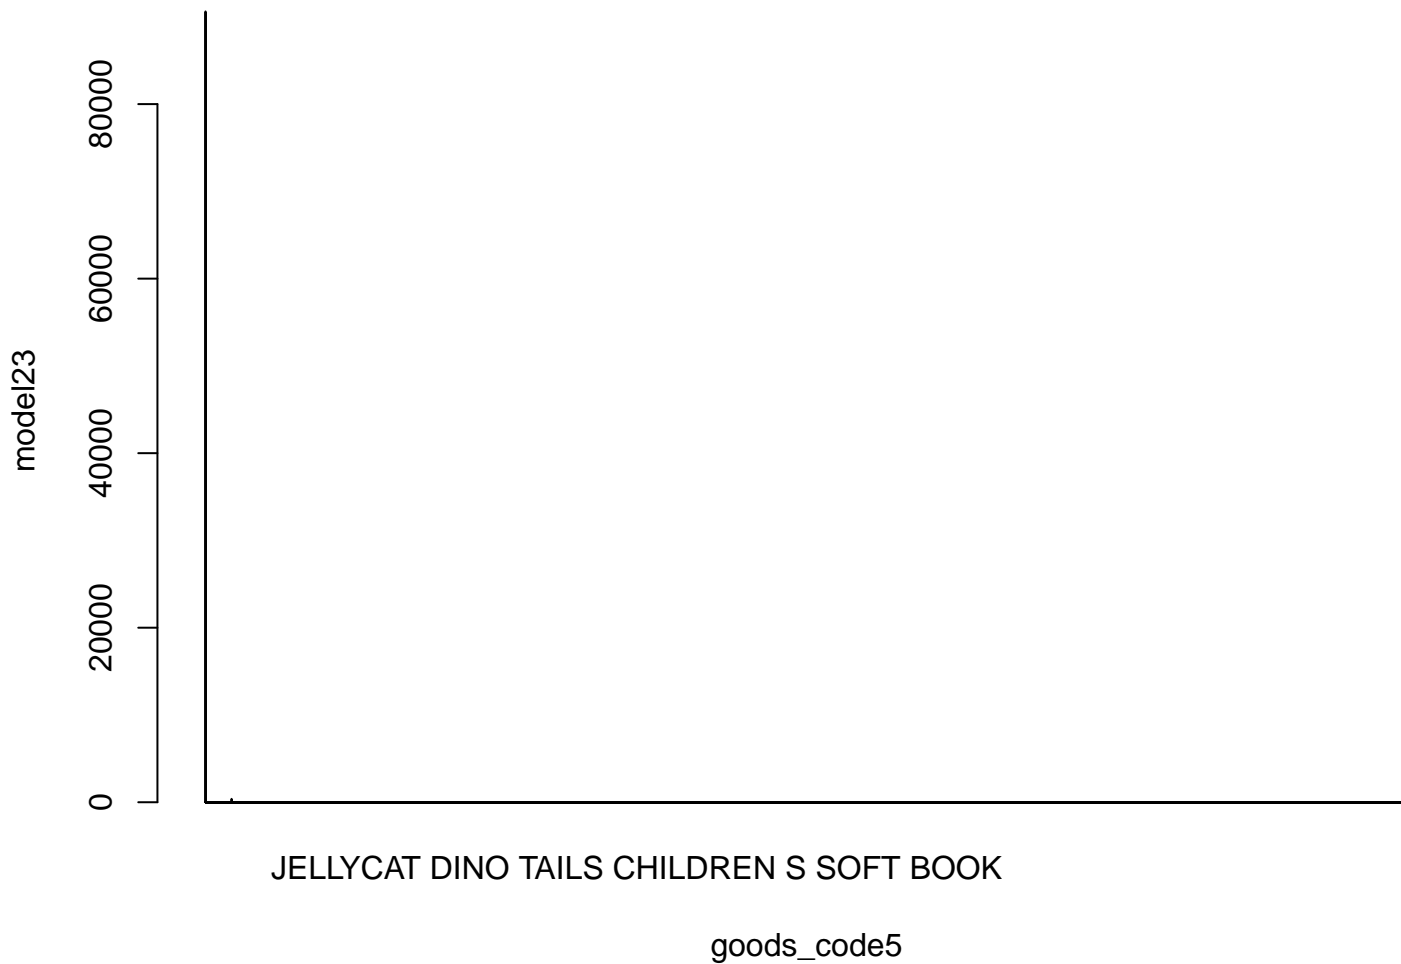 80000
60000
40000
20000
0
model23
JELLYCAT DINO TAILS CHILDREN S SOFT BOOK
goods_code5